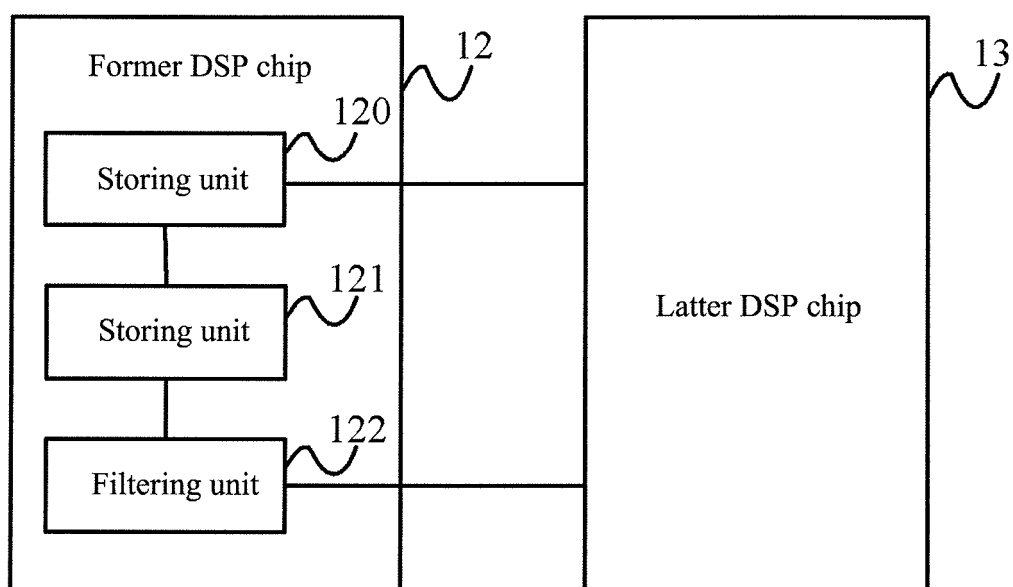 Former DSP chip
12
13
120
Storing unit
121
Storing unit
Latter DSP chip
122
Filtering unit